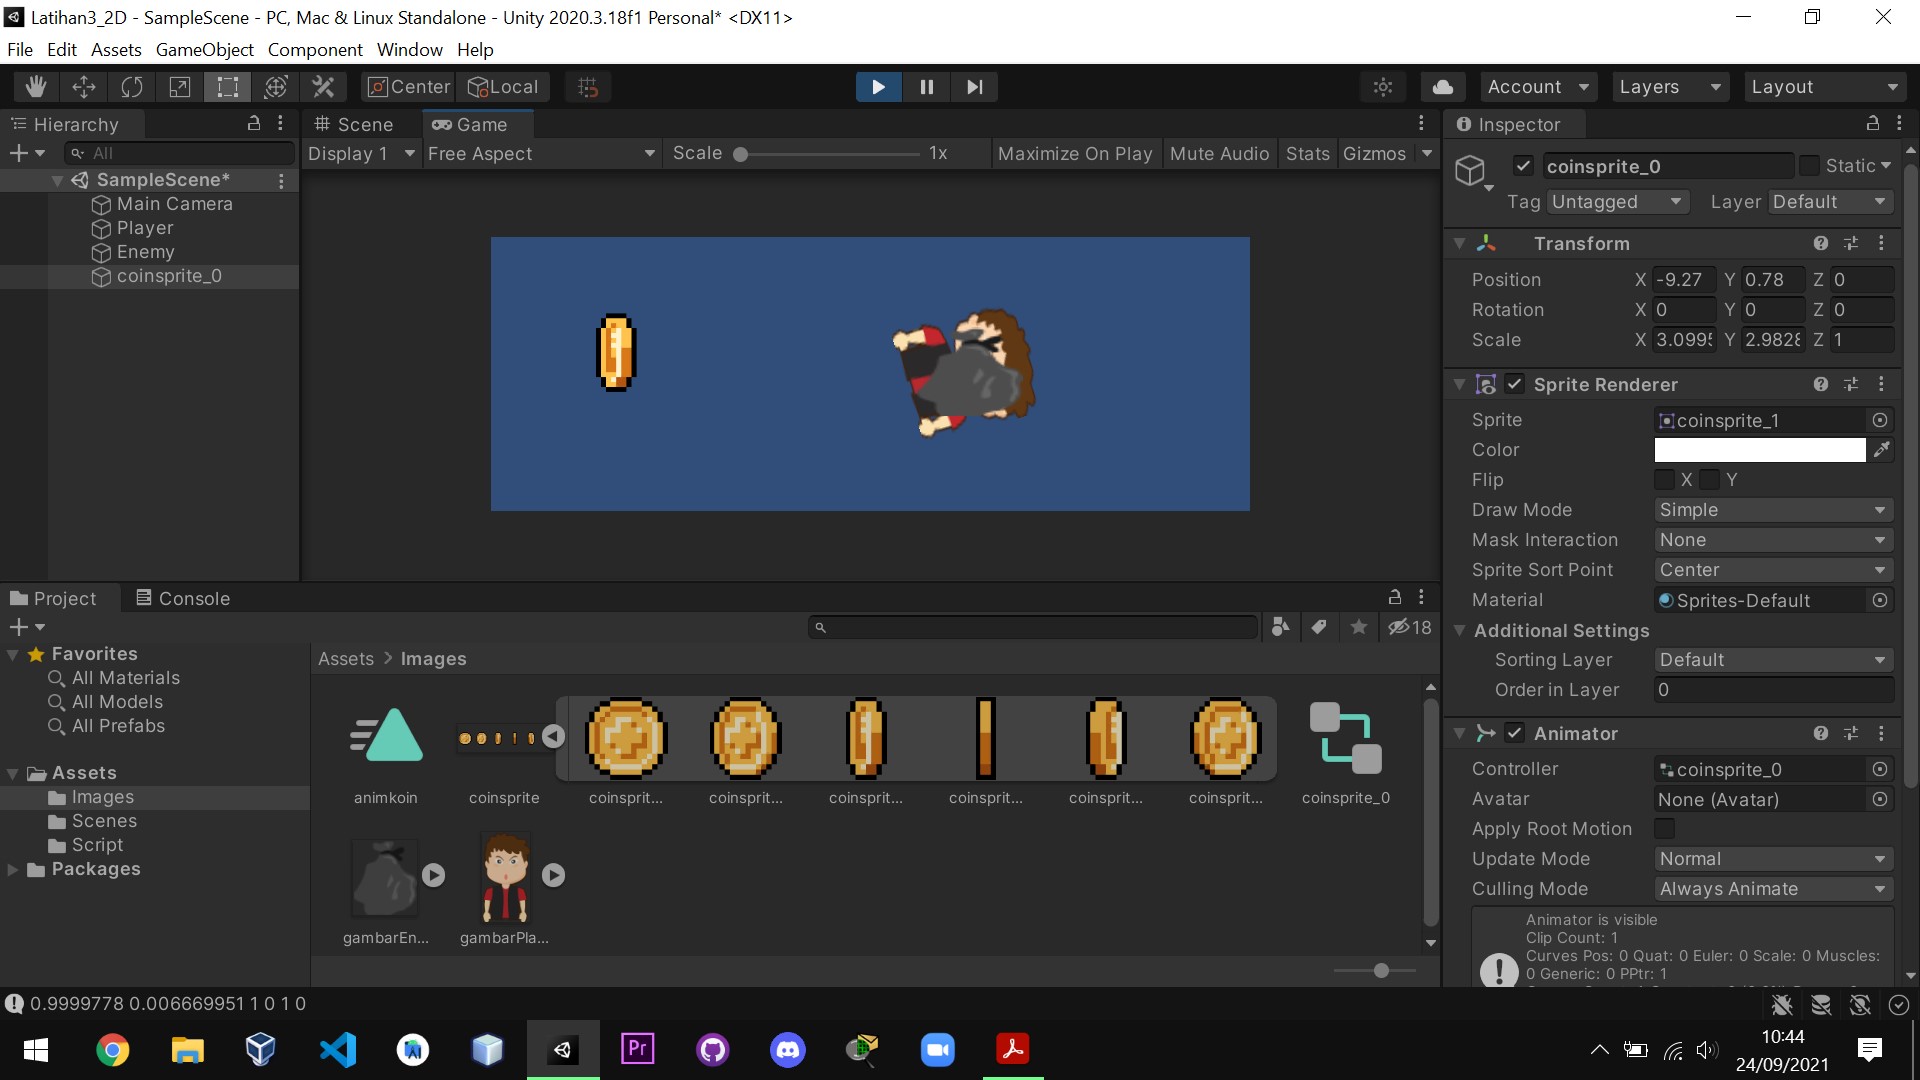 Latihan3_2D - SampleScene - PC, Mac & Linux Standalone - Unity 2020.3.18f1 Personal* <DX11>
File Edit Assets GameObject Component Window Help
Center Local Account Layers Layout
Hierarchy
All
SampleScene*
Main Camera
Player
Enemy
coinsprite_0
Scene Game
Display 1 Free Aspect Scale 1x Maximize On Play Mute Audio Stats Gizmos
Inspector
coinsprite_0 Static
Tag Untagged Layer Default
Transform
Position X -9.27 Y 0.78 Z 0
Rotation X 0 Y 0 Z 0
Scale X 3.099 Y 2.9828 Z 1
Sprite Renderer
Sprite coinsprite_1
Color
Flip X Y
Draw Mode Simple
Mask Interaction None
Sprite Sort Point Center
Material Sprites-Default
Additional Settings
Sorting Layer Default
Order in Layer 0
Animator
Controller coinsprite_0
Avatar None (Avatar)
Apply Root Motion
Update Mode Normal
Culling Mode Always Animate
Animator is visible
Clip Count: 1
Curves Pos: 0 Quat: 0 Euler: 0 Scale: 0 Muscles:
0 Generic: 0 PPtr: 1
Project Console
18
Favorites
All Materials
All Models
All Prefabs
Assets
Images
Scenes
Script
Packages
Assets > Images
animkoin coinsprite coinsprit... coinsprit... coinsprit... coinsprit... coinsprit... coinsprit... coinsprite_0
gambarEn... gambarPla...
0.9999778 0.006669951 1 0 1 0
Pr
10:44
24/09/2021